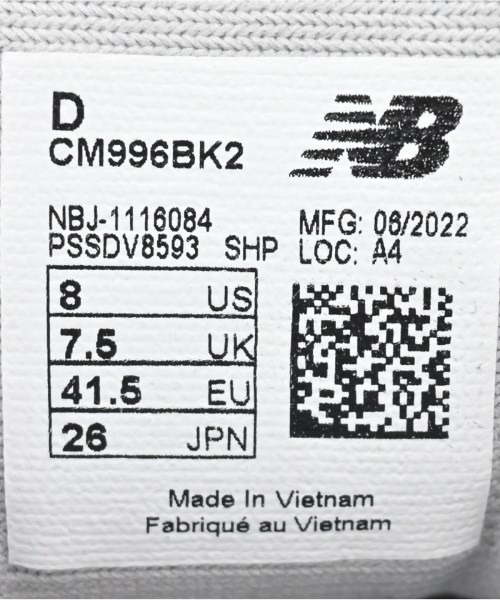 D
CM996BK2
NB
NBJ-1116084
PSSDV8593 SHP
MFG: 06/2022
LOC: A4
8 US
7.5 UK
41.5 EU
26 JPN
Made In Vietnam
Fabriqué au Vietnam